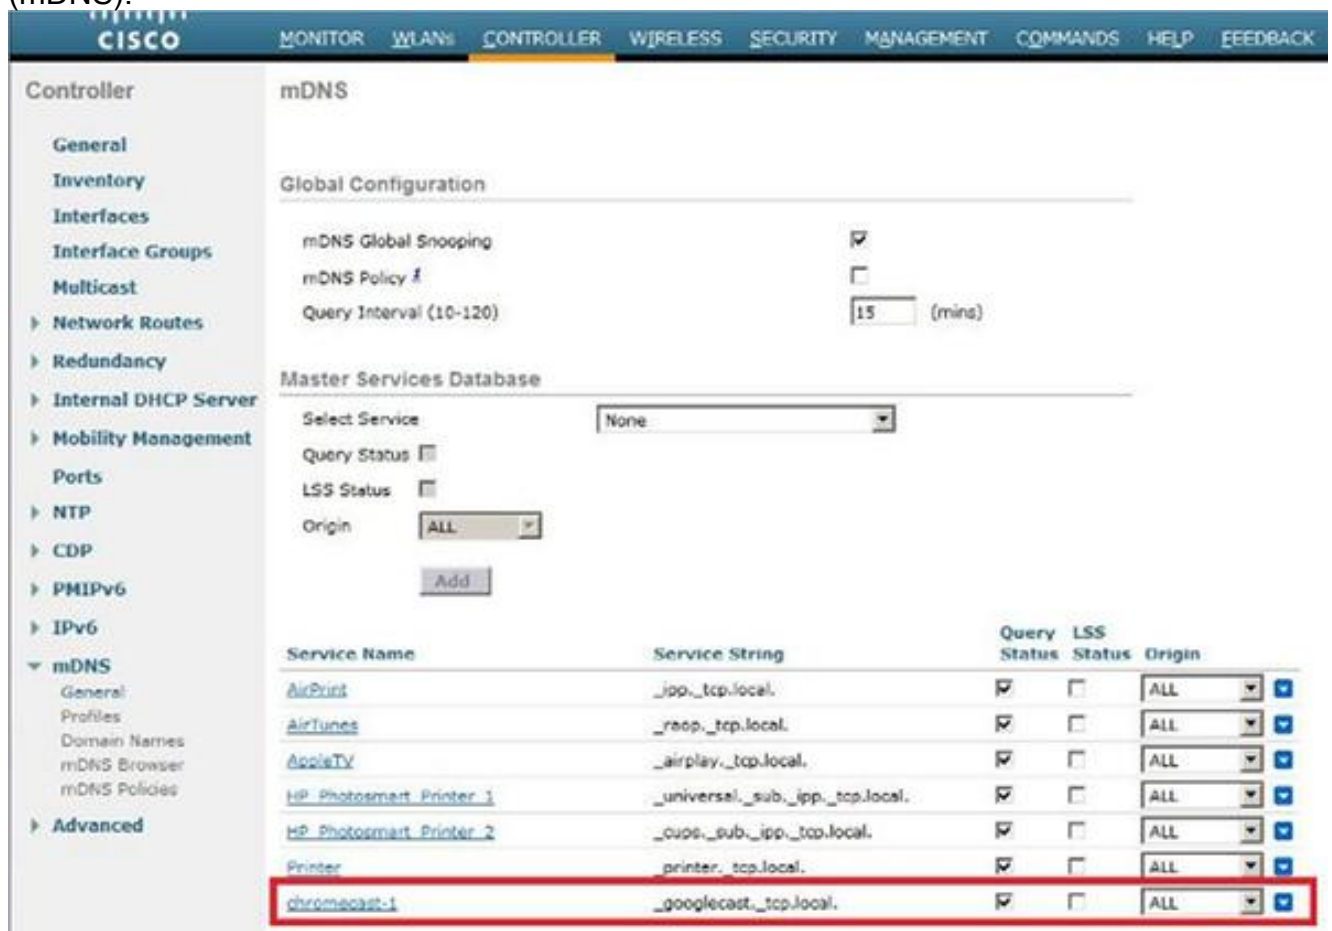 (mDNS).
CISCO MONITOR WLANs CONTROLLER WIRELESS SECURITY MANAGEMENT COMMANDS HELP FEEDBACK
Controller
General
Inventory
Interfaces
Interface Groups
Multicast
Network Routes
Redundancy
Internal DHCP Server
Mobility Management
Ports
NTP
CDP
PMIPv6
IPv6
mDNS
General
Profiles
Domain Names
mDNS Browser
mDNS Policies
Advanced
mDNS
Global Configuration
mDNS Global Snooping
mDNS Policy 1
Query Interval (10-120) 15 (mins)
Master Services Database
Select Service None
Query Status
LSS Status
Origin ALL
Add
Service Name Service String Query Status LSS Status Origin
AirPrint _ipp._tcp.local. ALL
AirTunes _raop._tcp.local. ALL
AppleTV _airplay._tcp.local. ALL
HP_Photosmart_Printer_1 _universal._sub._ipp._tcp.local. ALL
HP_Photosmart_Printer_2 _cups._sub._ipp._tcp.local. ALL
Printer _printer._tcp.local. ALL
chromecast-1 _googlecast._tcp.local. ALL